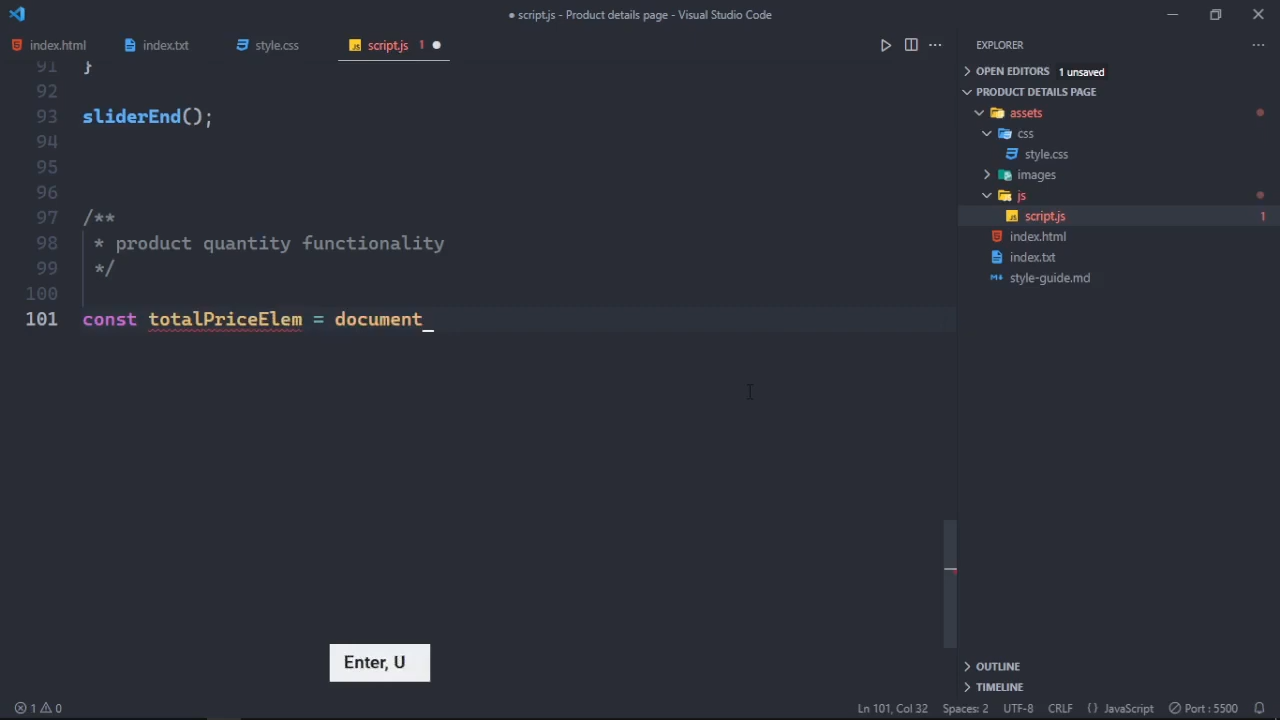 ● script.js - Product details page - Visual Studio Code
index.html
index.txt
style.css
script.js 1 ●
91 }
92
93 sliderEnd();
94
95
96
97 /**
98 * product quantity functionality
99 */
100
101 const totalPriceElem = document_
Enter, U
EXPLORER
OPEN EDITORS 1 unsaved
PRODUCT DETAILS PAGE
assets
css
style.css
images
js
script.js 1
index.html
index.txt
style-guide.md
OUTLINE
TIMELINE
1 0
Ln 101, Col 32 Spaces: 2 UTF-8 CRLF {} JavaScript Port : 5500